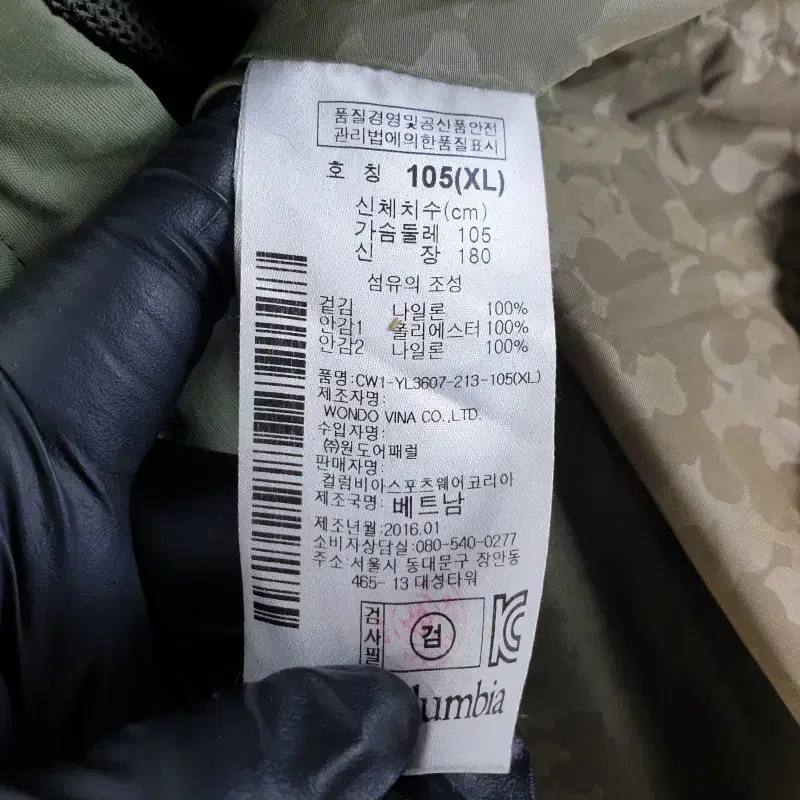 품질경영및공산품안전
관리법에의한품질표시
호 칭 105(XL)
신체치수(cm)
가슴둘레 105
신 장 180
섬유의 조성
겉감 나일론 100%
안감1 폴리에스터 100%
안감2 나일론 100%
품명:CW1-YL3607-213-105(XL)
제조자명:
WONDO VINA CO.,LTD.
수입자명:
㈜원도어패럴
판매자명:
컬럼비아스포츠웨어코리아
제조국명: 베트남
제조년월:2016.01
소비자상담실:080-540-0277
주소:서울시 동대문구 장안동
465-13 대성타워
검사필
검
KC